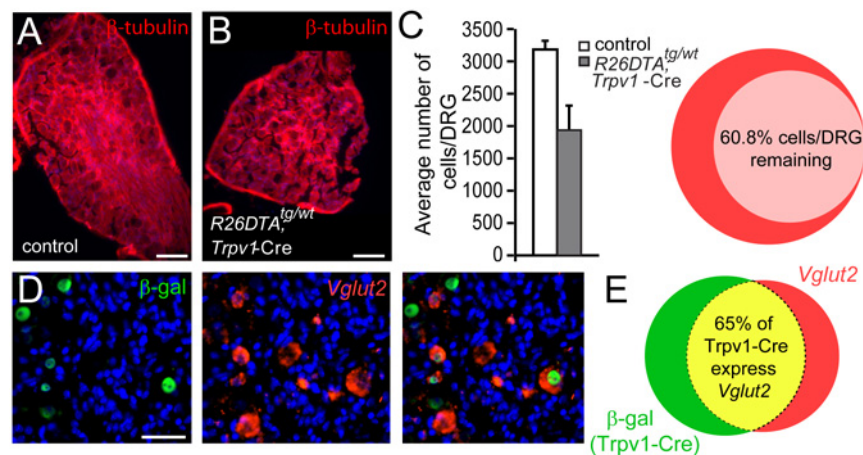 A
β-tubulin
control
B
β-tubulin
R26DTA;tg/wt
Trpv1-Cre
C
Average number of
cells/DRG
3500
3000
2500
2000
1500
1000
500
0
control
R26DTA;tg/wt
Trpv1 -Cre
60.8% cells/DRG
remaining
D
β-gal
Vglut2
E
Vglut2
65% of
Trpv1-Cre
express
Vglut2
β-gal
(Trpv1-Cre)